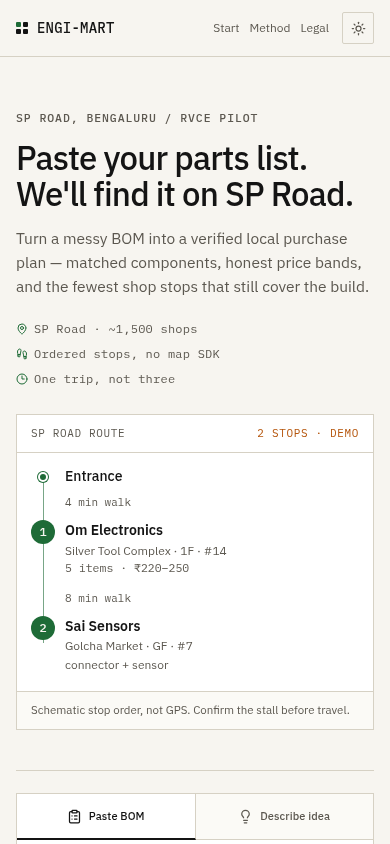 ENGI-MART
Start Method Legal
SP ROAD, BENGALURU / RVCE PILOT
Paste your parts list.
We'll find it on SP Road.
Turn a messy BOM into a verified local purchase
plan — matched components, honest price bands,
and the fewest shop stops that still cover the build.
SP Road · ~1,500 shops
Ordered stops, no map SDK
One trip, not three
SP ROAD ROUTE
2 STOPS · DEMO
Entrance
4 min walk
1
Om Electronics
Silver Tool Complex · 1F · #14
5 items · ₹220–250
8 min walk
2
Sai Sensors
Golcha Market · GF · #7
connector + sensor
Schematic stop order, not GPS. Confirm the stall before travel.
Paste BOM
Describe idea